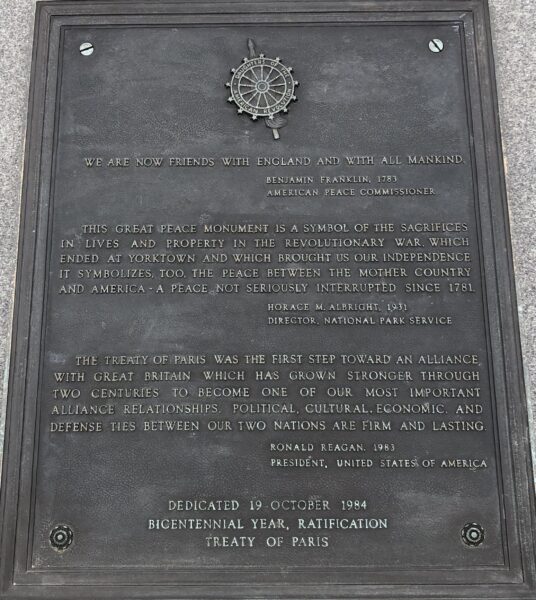 DAUGHTERS OF THE AMERICAN REVOLUTION
WE ARE NOW FRIENDS WITH ENGLAND AND WITH ALL MANKIND.
BENJAMIN FRANKLIN, 1783
AMERICAN PEACE COMMISSIONER
THIS GREAT PEACE MONUMENT IS A SYMBOL OF THE SACRIFICES
IN LIVES AND PROPERTY IN THE REVOLUTIONARY WAR, WHICH
ENDED AT YORKTOWN AND WHICH BROUGHT US OUR INDEPENDENCE
IT SYMBOLIZES, TOO, THE PEACE BETWEEN THE MOTHER COUNTRY
AND AMERICA - A PEACE NOT SERIOUSLY INTERRUPTED SINCE 1781.
HORACE M. ALBRIGHT, 1931
DIRECTOR, NATIONAL PARK SERVICE
THE TREATY OF PARIS WAS THE FIRST STEP TOWARD AN ALLIANCE,
WITH GREAT BRITAIN WHICH HAS GROWN STRONGER THROUGH
TWO CENTURIES TO BECOME ONE OF OUR MOST IMPORTANT
ALLIANCE RELATIONSHIPS. POLITICAL, CULTURAL, ECONOMIC, AND
DEFENSE TIES BETWEEN OUR TWO NATIONS ARE FIRM AND LASTING.
RONALD REAGAN, 1983
PRESIDENT, UNITED STATES OF AMERICA
DEDICATED 19 OCTOBER 1984
BICENTENNIAL YEAR, RATIFICATION
TREATY OF PARIS